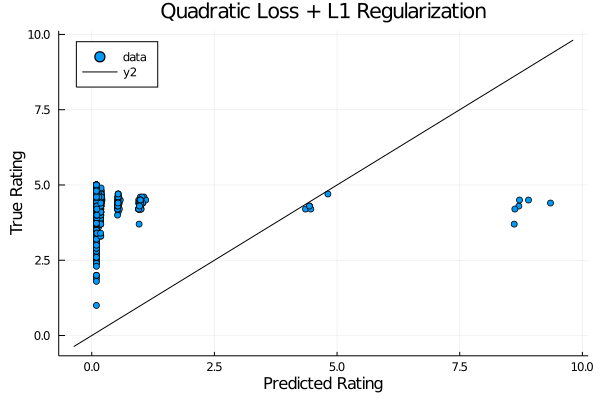 Quadratic Loss + L1 Regularization
data
y2
True Rating
10.0
7.5
5.0
2.5
0.0
0.0 2.5 5.0 7.5 10.0
Predicted Rating